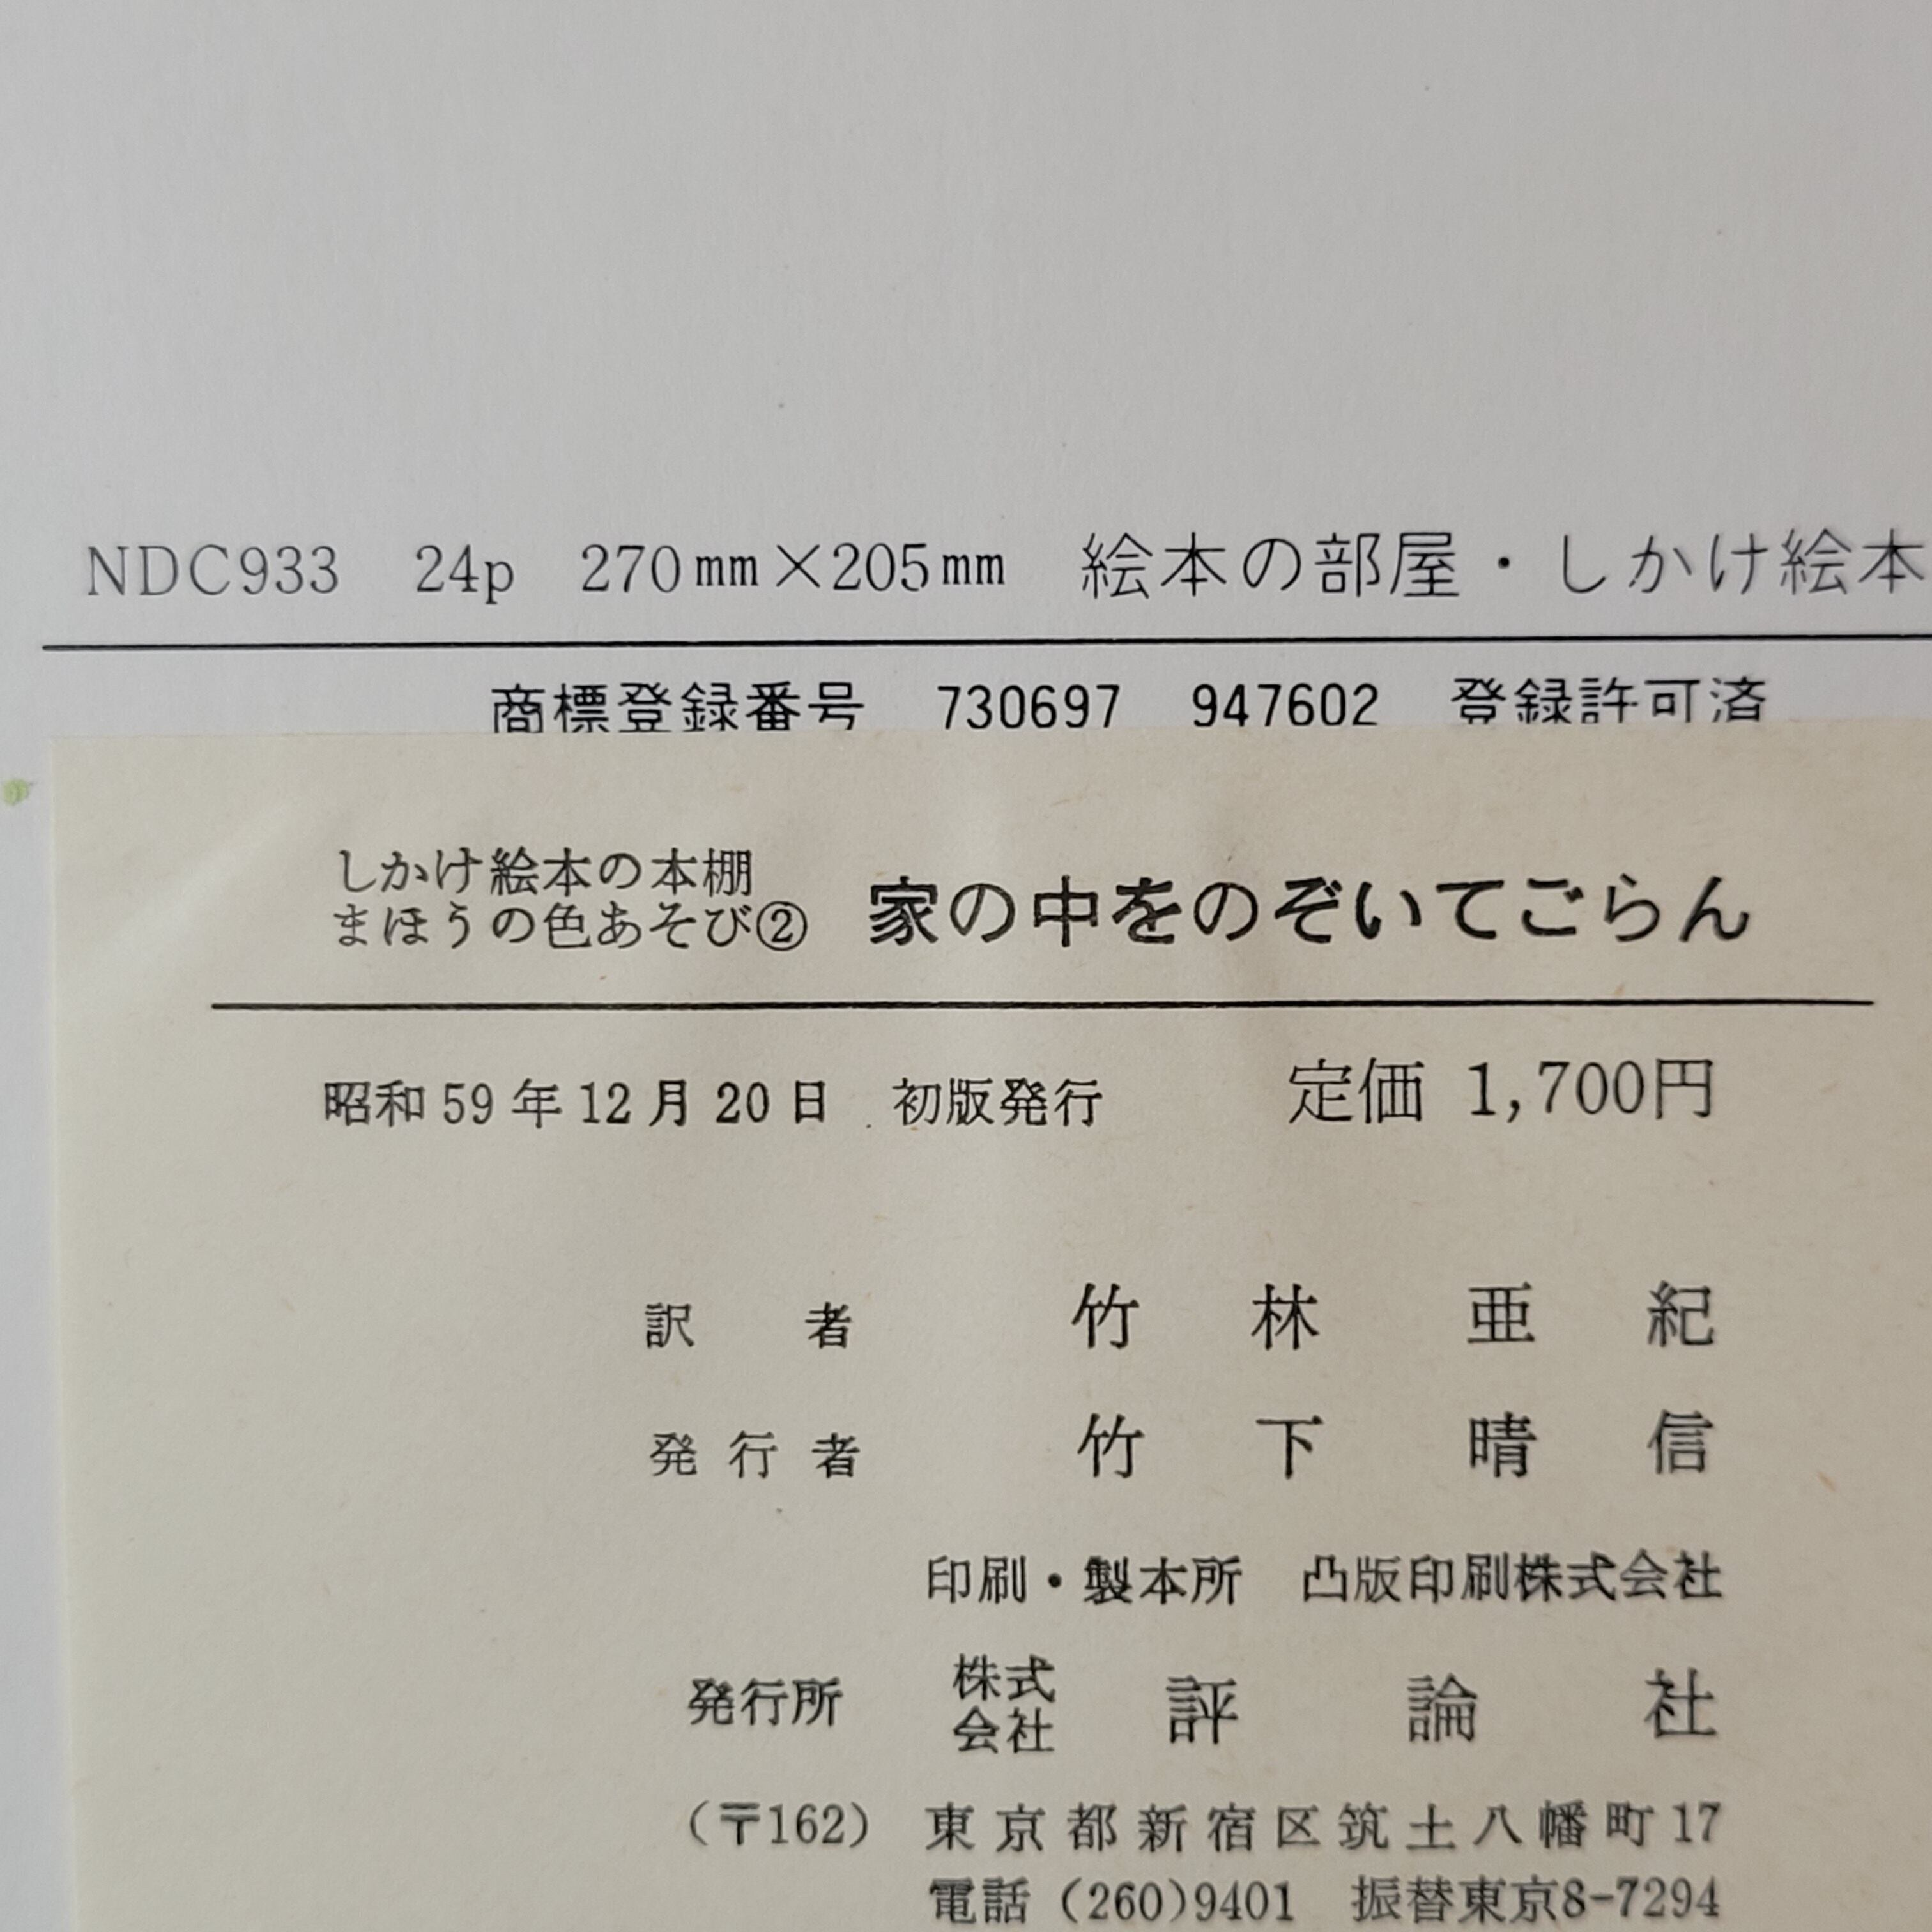 NDC933 24p 270㎜×205㎜ 絵本の部屋・しかけ絵本
商標登録番号 730697 947602 登録許可済
しかけ絵本の本棚
まほうの色あそび② 家の中をのぞいてごらん
昭和59年12月20日 初版発行 定価 1,700円
訳者 竹林亜紀
発行者 竹下晴信
印刷・製本所 凸版印刷株式会社
発行所 株式会社 評論社
(〒162) 東京都新宿区筑土八幡町17
電話 (260)9401 振替東京8-7294